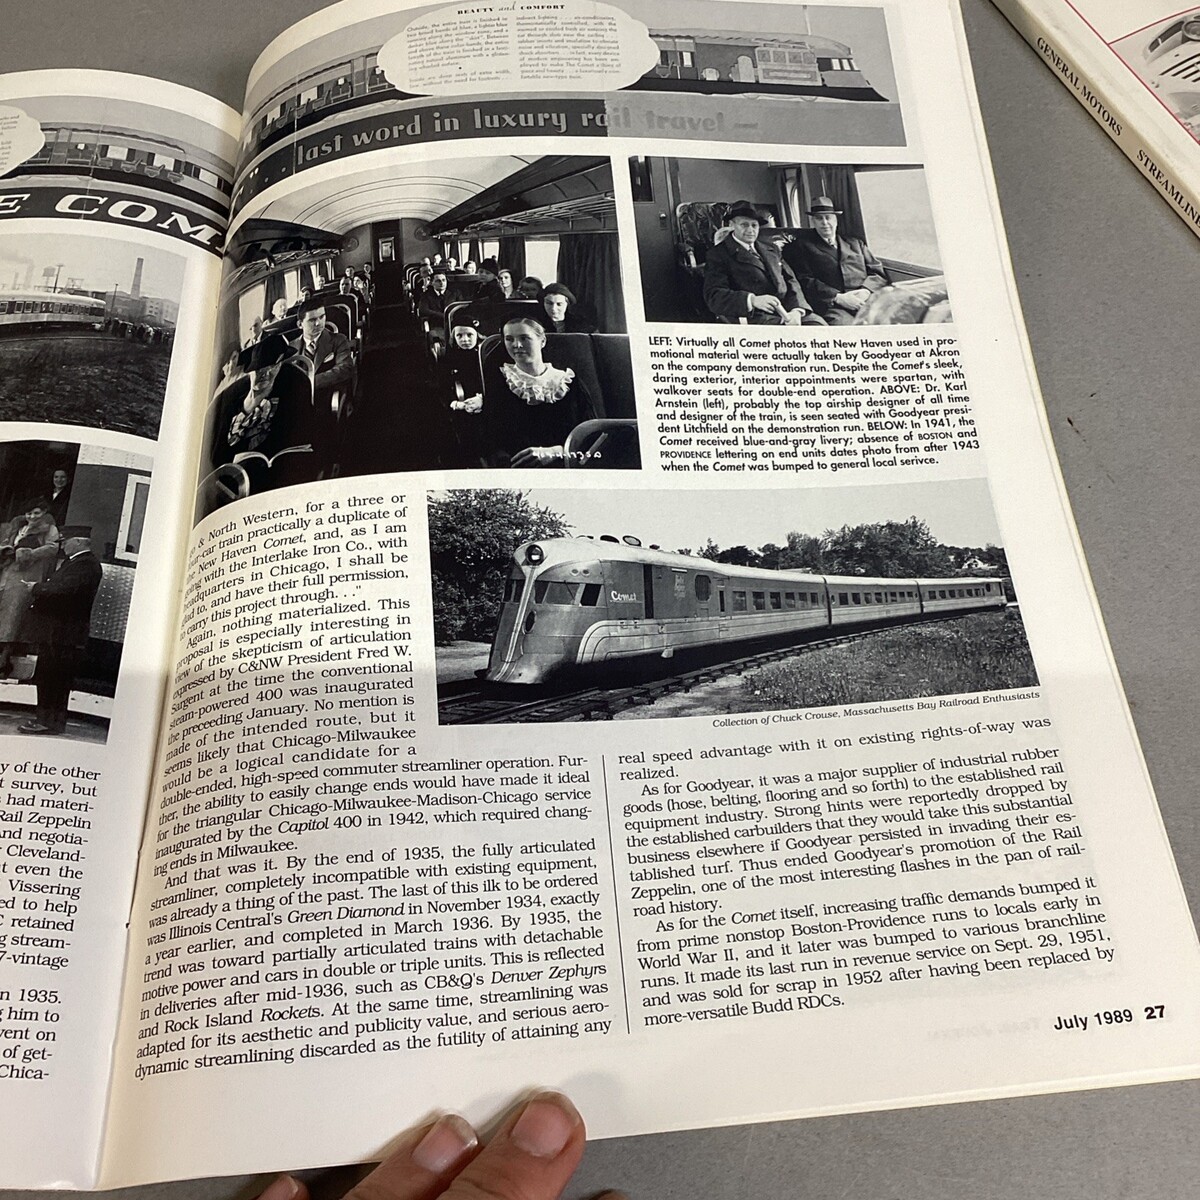 BEAUTY and COMFORT
last word in luxury rail travel —
E COM
LEFT: Virtually all Comet photos that New Haven used in pro-
motional material were actually taken by Goodyear at Akron
on the company demonstration run. Despite the Comet's sleek,
daring exterior, interior appointments were spartan, with
walkover seats for double-end operation. ABOVE: Dr. Karl
Arnstein (left), probably the top airship designer of all time
and designer of the train, is seen seated with Goodyear presi-
dent Litchfield on the demonstration run. BELOW: In 1941, the
Comet received blue-and-gray livery; absence of BOSTON and
PROVIDENCE lettering on end units dates photo from after 1943
when the Comet was bumped to general local serivce.
& North Western, for a three or
car train practically a duplicate of
New Haven Comet, and, as I am
with the Interlake Iron Co., with
headquarters in Chicago, I shall be
to, and have their full permission,
carry this project through. . ."
Again, nothing materialized. This
proposal is especially interesting in
view of the skepticism of articulation
expressed by C&NW President Fred W.
Sargent at the time the conventional
steam-powered 400 was inaugurated
the preceeding January. No mention is
made of the intended route, but it
seems likely that Chicago-Milwaukee
would be a logical candidate for a
double-ended, high-speed commuter streamliner operation. Fur-
ther, the ability to easily change ends would have made it ideal
for the triangular Chicago-Milwaukee-Madison-Chicago service
inaugurated by the Capitol 400 in 1942, which required chang-
ing ends in Milwaukee.
And that was it. By the end of 1935, the fully articulated
streamliner, completely incompatible with existing equipment,
was already a thing of the past. The last of this ilk to be ordered
was Illinois Central's Green Diamond in November 1934, exactly
a year earlier, and completed in March 1936. By 1935, the
trend was toward partially articulated trains with detachable
motive power and cars in double or triple units. This is reflected
in deliveries after mid-1936, such as CB&Q's Denver Zephyrs
and Rock Island Rockets. At the same time, streamlining was
adapted for its aesthetic and publicity value, and serious aero-
dynamic streamlining discarded as the futility of attaining any
Comet
Collection of Chuck Crouse, Massachusetts Bay Railroad Enthusiasts
real speed advantage with it on existing rights-of-way was
realized.
As for Goodyear, it was a major supplier of industrial rubber
goods (hose, belting, flooring and so forth) to the established rail
equipment industry. Strong hints were reportedly dropped by
the established carbuilders that they would take this substantial
business elsewhere if Goodyear persisted in invading their es-
tablished turf. Thus ended Goodyear's promotion of the Rail
Zeppelin, one of the most interesting flashes in the pan of rail-
road history.
As for the Comet itself, increasing traffic demands bumped it
from prime nonstop Boston-Providence runs to locals early in
World War II, and it later was bumped to various branchline
runs. It made its last run in revenue service on Sept. 29, 1951,
and was sold for scrap in 1952 after having been replaced by
more-versatile Budd RDCs.
July 1989 27
y of the other
t survey, but
had materi-
Rail Zeppelin
And negotia-
Cleveland-
t even the
Vissering
ed to help
retained
g stream-
7-vintage
n 1935.
him to
vent on
of get-
Chica-
GENERAL MOTORS STREAMLIN